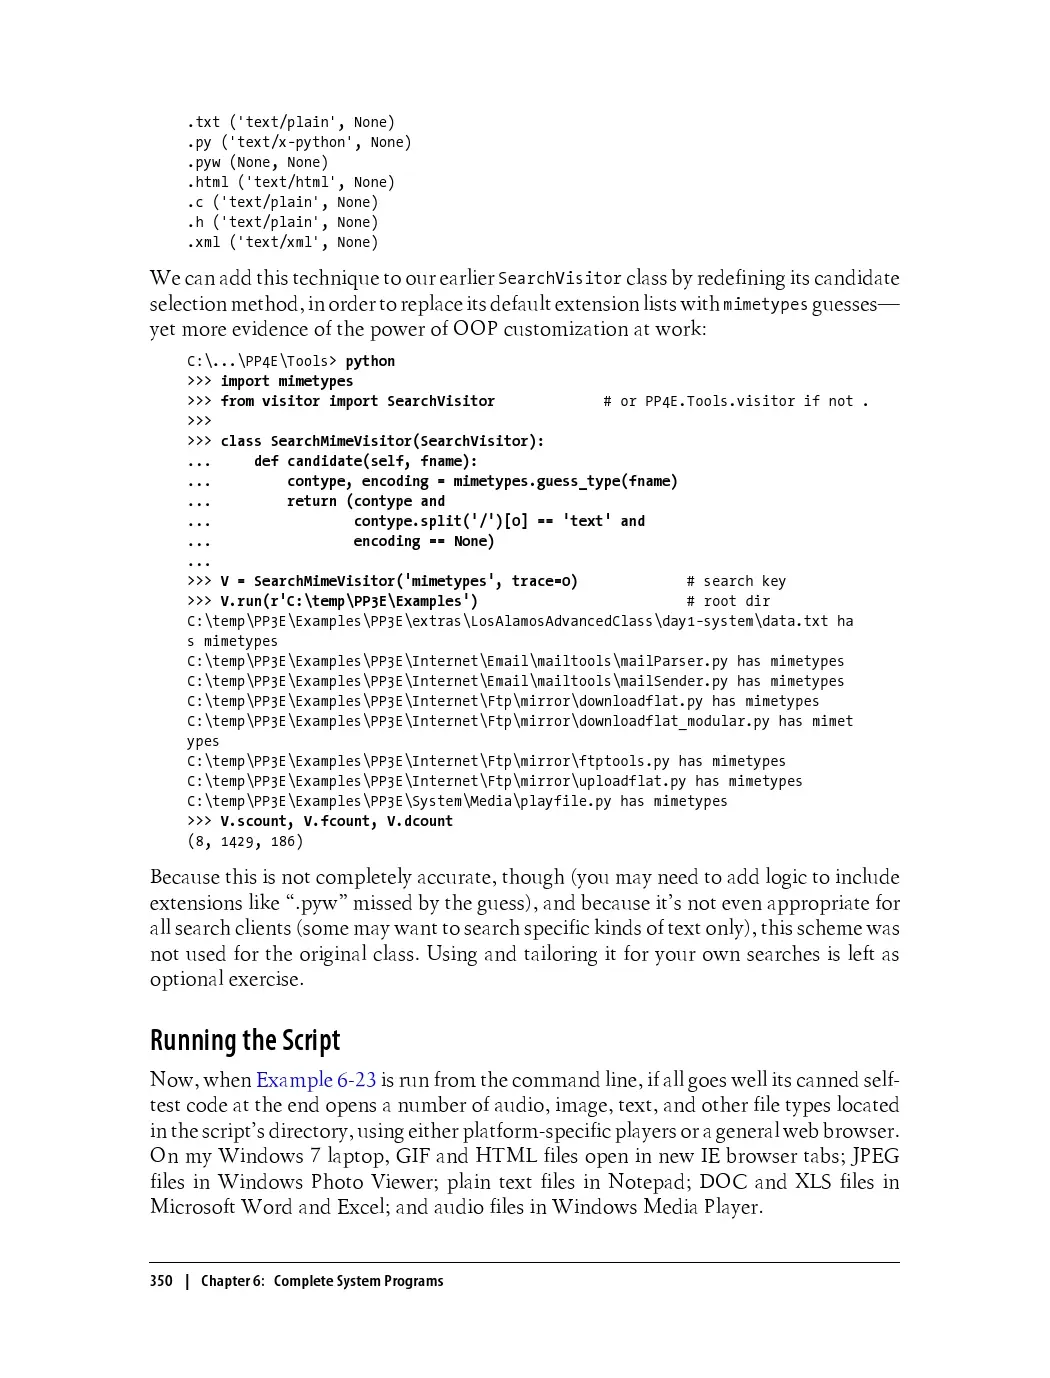 .txt ('text/plain', None)
.py ('text/x-python', None)
.pyw (None, None)
.html ('text/html', None)
.c ('text/plain', None)
.h ('text/plain', None)
.xml ('text/xml', None)
We can add this technique to our earlier SearchVisitor class by redefining its candidate
selection method, in order to replace its default extension lists with mimetypes guesses—
yet more evidence of the power of OOP customization at work:
C:\...\PP4E\Tools> python
>>> import mimetypes
>>> from visitor import SearchVisitor # or PP4E.Tools.visitor if not .
>>>
>>> class SearchMimeVisitor(SearchVisitor):
... def candidate(self, fname):
... contype, encoding = mimetypes.guess_type(fname)
... return (contype and
... contype.split('/')[0] == 'text' and
... encoding == None)
...
>>> V = SearchMimeVisitor('mimetypes', trace=0) # search key
>>> V.run(r'C:\temp\PP3E\Examples') # root dir
C:\temp\PP3E\Examples\PP3E\extras\LosAlamosAdvancedClass\day1-system\data.txt ha
s mimetypes
C:\temp\PP3E\Examples\PP3E\Internet\Email\mailtools\mailParser.py has mimetypes
C:\temp\PP3E\Examples\PP3E\Internet\Email\mailtools\mailSender.py has mimetypes
C:\temp\PP3E\Examples\PP3E\Internet\Ftp\mirror\downloadflat.py has mimetypes
C:\temp\PP3E\Examples\PP3E\Internet\Ftp\mirror\downloadflat_modular.py has mimet
ypes
C:\temp\PP3E\Examples\PP3E\Internet\Ftp\mirror\ftptools.py has mimetypes
C:\temp\PP3E\Examples\PP3E\Internet\Ftp\mirror\uploadflat.py has mimetypes
C:\temp\PP3E\Examples\PP3E\System\Media\playfile.py has mimetypes
>>> V.scount, V.fcount, V.dcount
(8, 1429, 186)
Because this is not completely accurate, though (you may need to add logic to include
extensions like “.pyw” missed by the guess), and because it’s not even appropriate for
all search clients (some may want to search specific kinds of text only), this scheme was
not used for the original class. Using and tailoring it for your own searches is left as
optional exercise.
Running the Script
Now, when Example 6-23 is run from the command line, if all goes well its canned self-
test code at the end opens a number of audio, image, text, and other file types located
in the script’s directory, using either platform-specific players or a general web browser.
On my Windows 7 laptop, GIF and HTML files open in new IE browser tabs; JPEG
files in Windows Photo Viewer; plain text files in Notepad; DOC and XLS files in
Microsoft Word and Excel; and audio files in Windows Media Player.
350 | Chapter 6: Complete System Programs